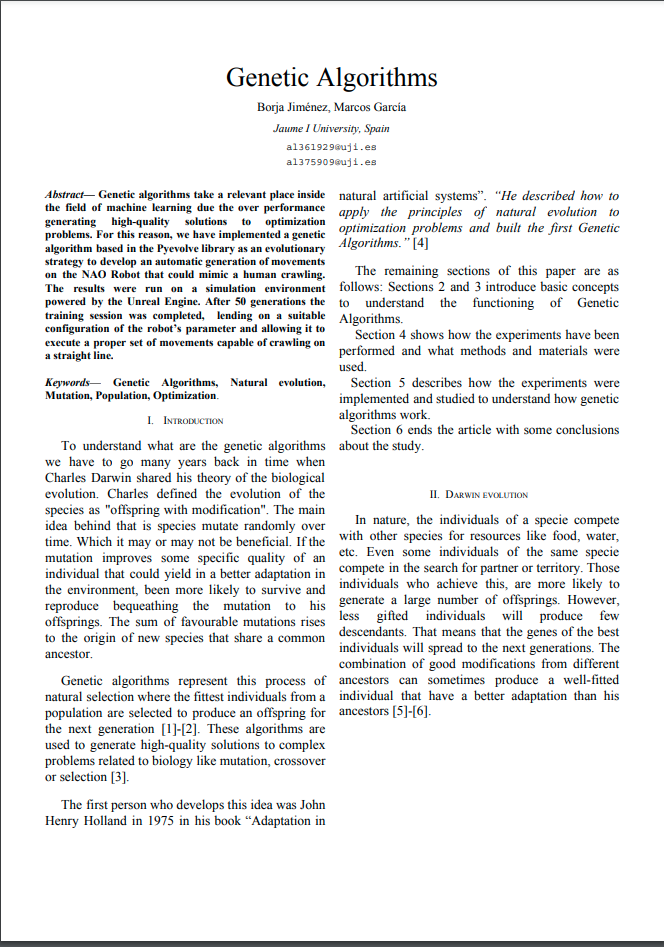 Genetic Algorithms
Borja Jiménez, Marcos García
Jaume I University, Spain
al361929@uji.es
al375909@uji.es
Abstract— Genetic algorithms take a relevant place inside
the field of machine learning due the over performance
generating high-quality solutions to optimization
problems. For this reason, we have implemented a genetic
algorithm based in the Pyevolve library as an evolutionary
strategy to develop an automatic generation of movements
on the NAO Robot that could mimic a human crawling.
The results were run on a simulation environment
powered by the Unreal Engine. After 50 generations the
training session was completed, lending on a suitable
configuration of the robot's parameter and allowing it to
execute a proper set of movements capable of crawling on
a straight line.
Keywords— Genetic Algorithms, Natural evolution,
Mutation, Population, Optimization.
I. INTRODUCTION
To understand what are the genetic algorithms
we have to go many years back in time when
Charles Darwin shared his theory of the biological
evolution. Charles defined the evolution of the
species as "offspring with modification". The main
idea behind that is species mutate randomly over
time. Which it may or may not be beneficial. If the
mutation improves some specific quality of an
individual that could yield in a better adaptation in
the environment, been more likely to survive and
reproduce bequeathing the mutation to his
offsprings. The sum of favourable mutations rises
to the origin of new species that share a common
ancestor.
Genetic algorithms represent this process of
natural selection where the fittest individuals from a
population are selected to produce an offspring for
the next generation [1]-[2]. These algorithms are
used to generate high-quality solutions to complex
problems related to biology like mutation, crossover
or selection [3].
The first person who develops this idea was John
Henry Holland in 1975 in his book “Adaptation in
natural artificial systems”. “He described how to
apply the principles of natural evolution to
optimization problems and built the first Genetic
Algorithms.” [4]
The remaining sections of this paper are as
follows: Sections 2 and 3 introduce basic concepts
to understand the functioning of Genetic
Algorithms.
Section 4 shows how the experiments have been
performed and what methods and materials were
used.
Section 5 describes how the experiments were
implemented and studied to understand how genetic
algorithms work.
Section 6 ends the article with some conclusions
about the study.
II. DARWIN EVOLUTION
In nature, the individuals of a specie compete
with other species for resources like food, water,
etc. Even some individuals of the same specie
compete in the search for partner or territory. Those
individuals who achieve this, are more likely to
generate a large number of offsprings. However,
less gifted individuals will produce few
descendants. That means that the genes of the best
individuals will spread to the next generations. The
combination of good modifications from different
ancestors can sometimes produce a well-fitted
individual that have a better adaptation than his
ancestors [5]-[6].